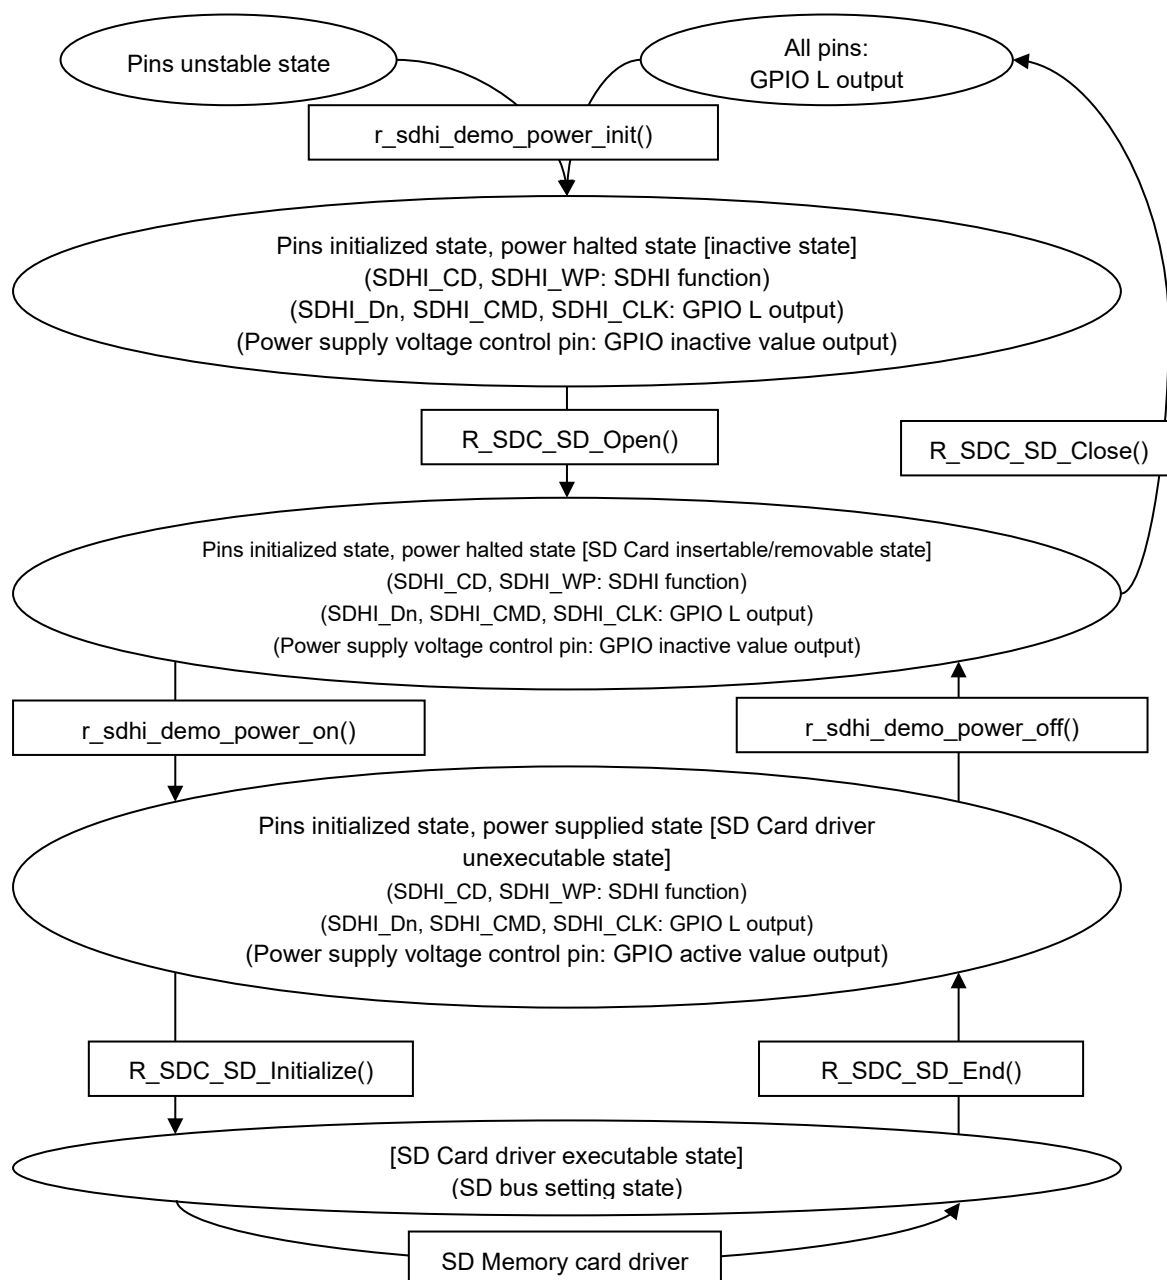 Pins unstable state
All pins:
GPIO L output
r_sdhi_demo_power_init()
Pins initialized state, power halted state [inactive state]
(SDHI_CD, SDHI_WP: SDHI function)
(SDHI_Dn, SDHI_CMD, SDHI_CLK: GPIO L output)
(Power supply voltage control pin: GPIO inactive value output)
R_SDC_SD_Open()
R_SDC_SD_Close()
Pins initialized state, power halted state [SD Card insertable/removable state]
(SDHI_CD, SDHI_WP: SDHI function)
(SDHI_Dn, SDHI_CMD, SDHI_CLK: GPIO L output)
(Power supply voltage control pin: GPIO inactive value output)
r_sdhi_demo_power_on()
r_sdhi_demo_power_off()
Pins initialized state, power supplied state [SD Card driver
unexecutable state]
(SDHI_CD, SDHI_WP: SDHI function)
(SDHI_Dn, SDHI_CMD, SDHI_CLK: GPIO L output)
(Power supply voltage control pin: GPIO active value output)
R_SDC_SD_Initialize()
R_SDC_SD_End()
[SD Card driver executable state]
(SD bus setting state)
SD Memory card driver